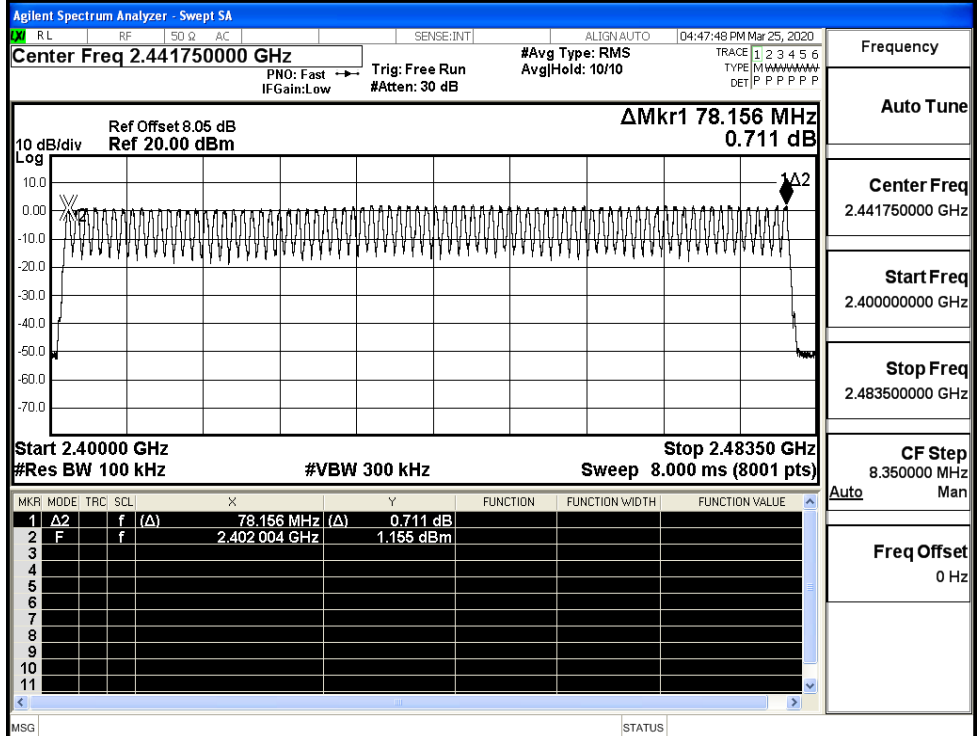 Agilent Spectrum Analyzer - Swept SA
LXI RL RF 50 Ω AC SENSE:INT ALIGNAUTO 04:47:48 PM Mar 25, 2020
Center Freq 2.441750000 GHz
PNO: Fast
IFGain:Low
Trig: Free Run
#Atten: 30 dB
#Avg Type: RMS
Avg|Hold: 10/10
TRACE 1 2 3 4 5 6
TYPE MWWWWW
DET P P P P P P
Frequency
Auto Tune
Center Freq
2.441750000 GHz
Start Freq
2.400000000 GHz
Stop Freq
2.483500000 GHz
CF Step
8.350000 MHz
Auto Man
Freq Offset
0 Hz
ΔMkr1 78.156 MHz
0.711 dB
Ref Offset 8.05 dB
10 dB/div Ref 20.00 dBm
Log
10.0
0.00
-10.0
-20.0
-30.0
-40.0
-50.0
-60.0
-70.0
1Δ2
2
Start 2.40000 GHz Stop 2.48350 GHz
#Res BW 100 kHz #VBW 300 kHz Sweep 8.000 ms (8001 pts)
MKR MODE TRC SCL X Y FUNCTION FUNCTION WIDTH FUNCTION VALUE
1 Δ2 f (Δ) 78.156 MHz (Δ) 0.711 dB
2 F f 2.402 004 GHz 1.155 dBm
3
4
5
6
7
8
9
10
11
MSG STATUS